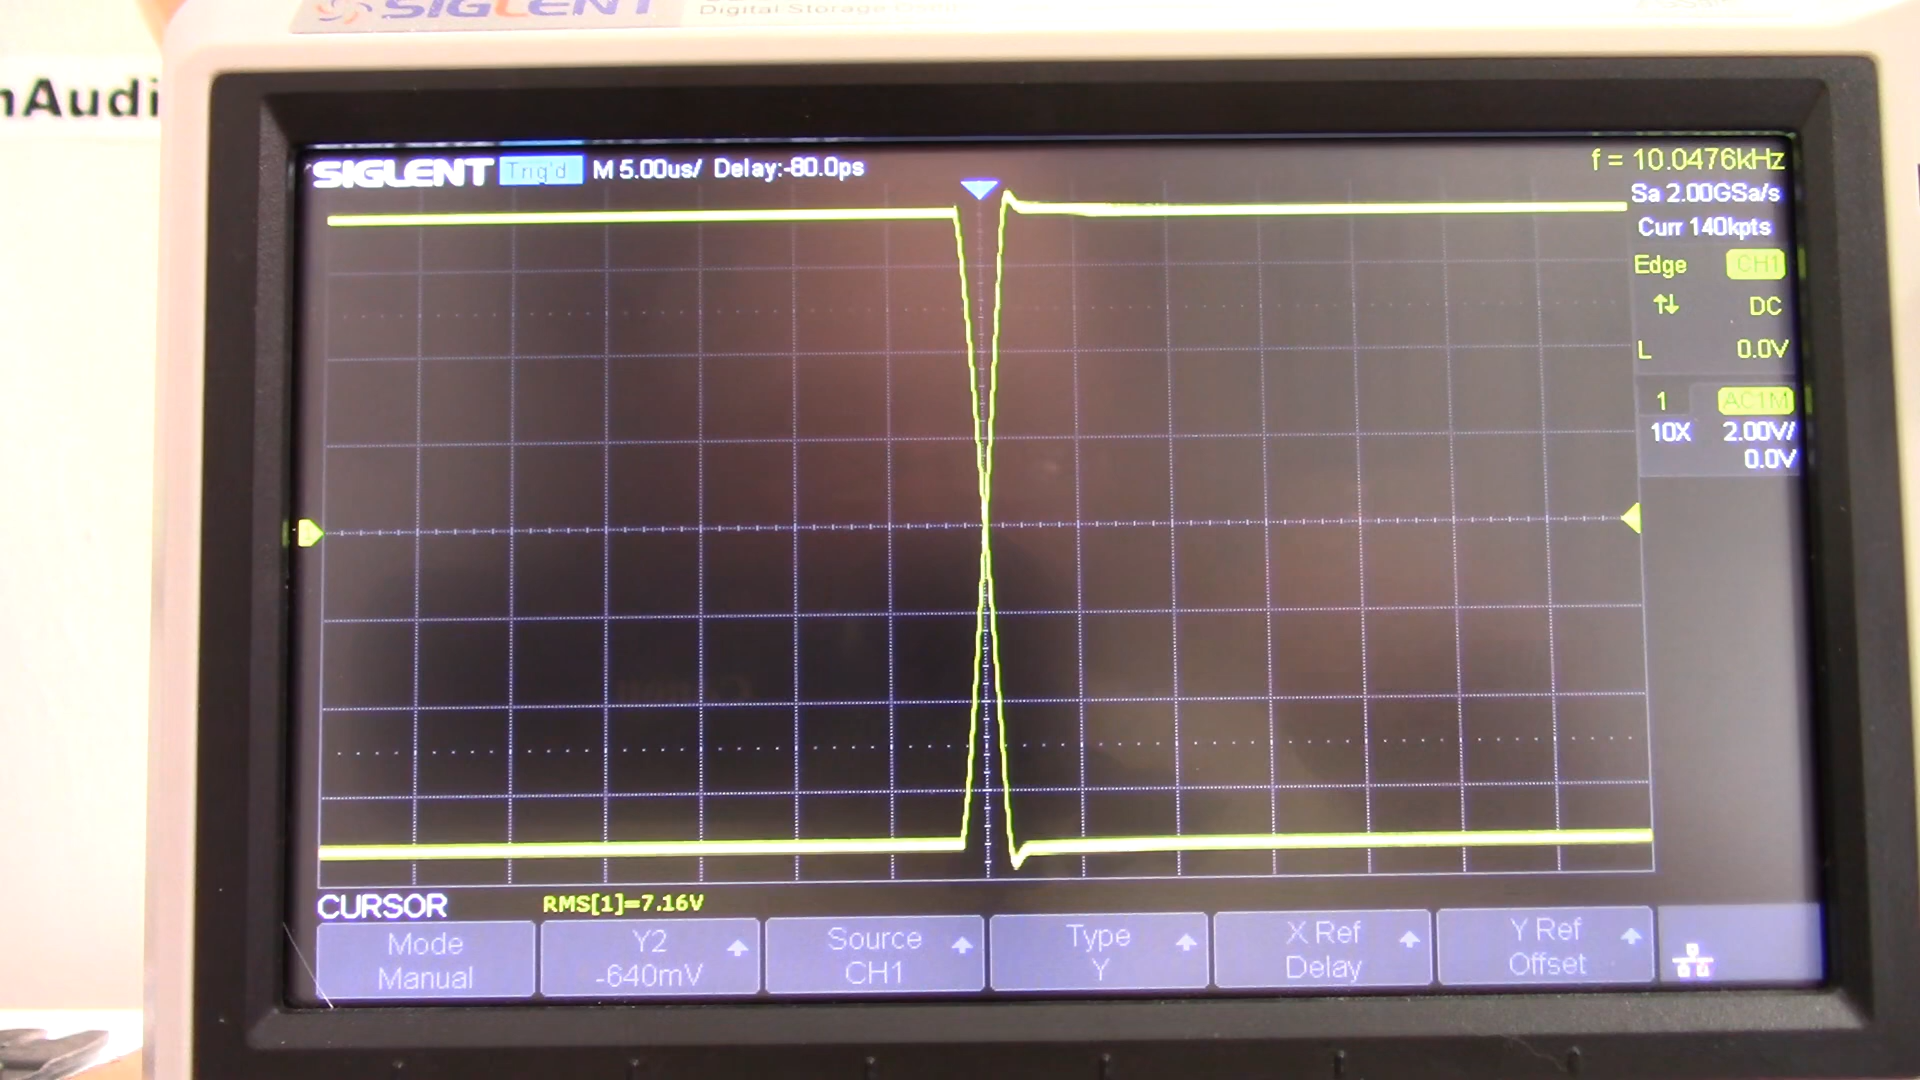 SIGLENT
Digital Storage
nAudi
SIGLENT Trig'd M 5.00us/ Delay:-80.0ps
f = 10.0476kHz
Sa 2.00GSa/s
Curr 140kpts
Edge CH1
DC
L 0.0V
1 AC1M
10X 2.00V/
0.0V
CURSOR RMS[1]=7.16V
Mode Y2 Source Type X Ref Y Ref
Manual -640mV CH1 Y Delay Offset